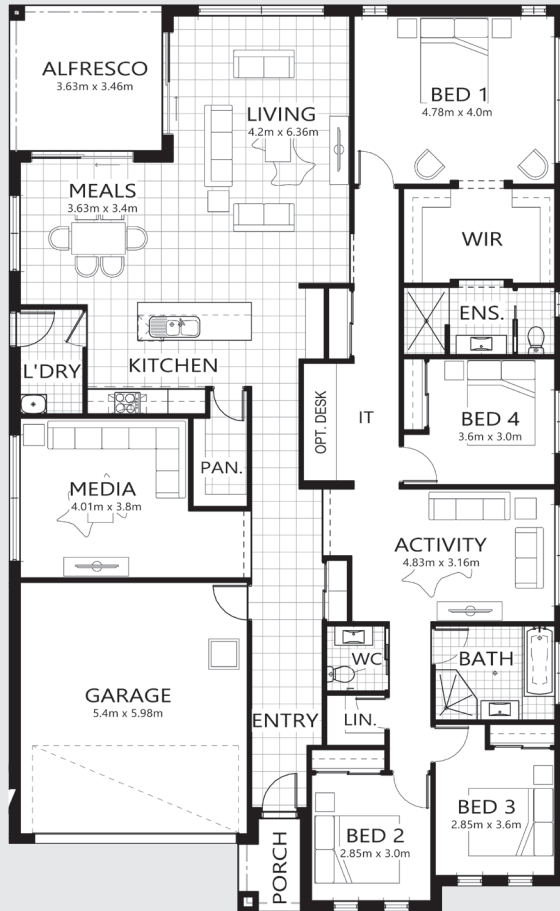 ALFRESCO
3.63m x 3.46m
LIVING
4.2m x 6.36m
BED 1
4.78m x 4.0m
MEALS
3.63m x 3.4m
WIR
ENS.
L'DRY
KITCHEN
OPT. DESK
IT
BED 4
3.6m x 3.0m
PAN.
MEDIA
4.01m x 3.8m
ACTIVITY
4.83m x 3.16m
WC
BATH
GARAGE
5.4m x 5.98m
ENTRY
LIN.
BED 2
2.85m x 3.0m
BED 3
2.85m x 3.6m
PORCH